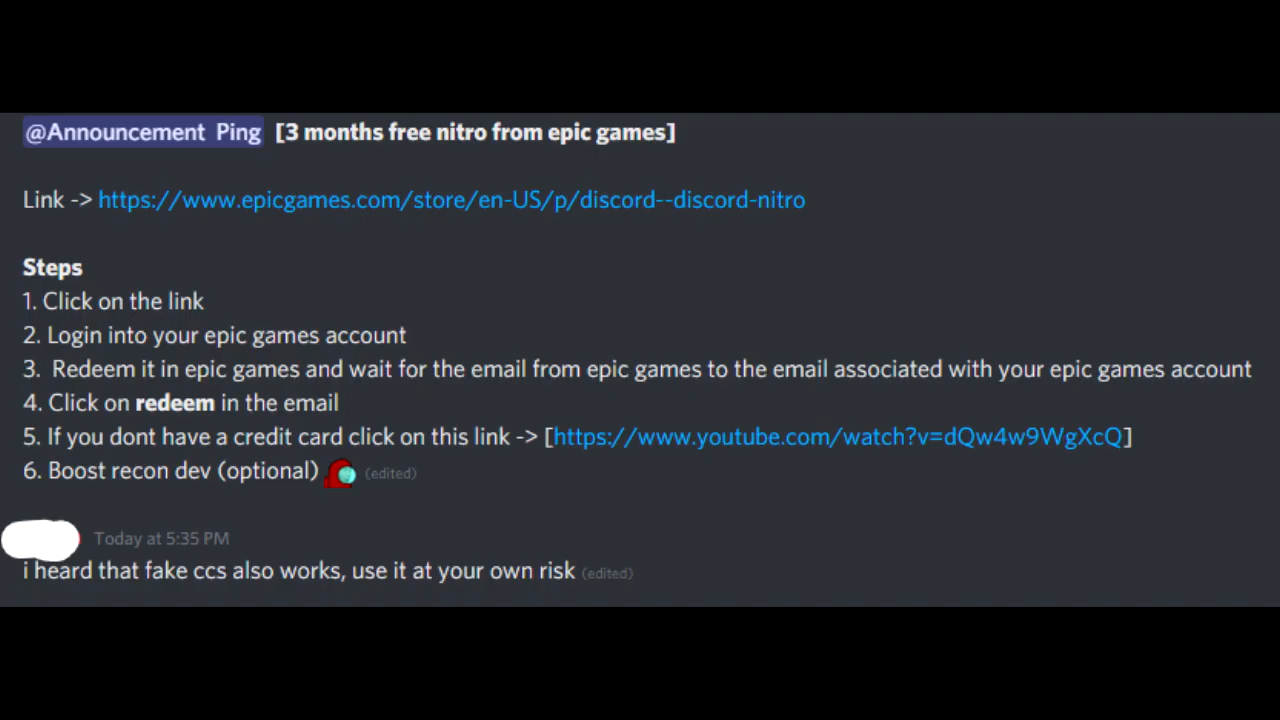 @Announcement Ping [3 months free nitro from epic games]
Link -> https://www.epicgames.com/store/en-US/p/discord--discord-nitro
Steps
1. Click on the link
2. Login into your epic games account
3. Redeem it in epic games and wait for the email from epic games to the email associated with your epic games account
4. Click on redeem in the email
5. If you dont have a credit card click on this link -> [https://www.youtube.com/watch?v=dQw4w9WgXcQ]
6. Boost recon dev (optional) (edited)
Today at 5:35 PM
i heard that fake ccs also works, use it at your own risk (edited)